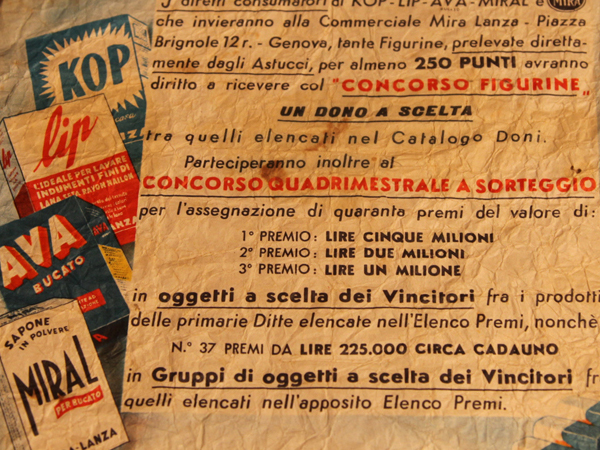 diretti consumatori di KOP-LIP-AVA-MIRAL e MIRA
che invieranno alla Commerciale Mira Lanza - Piazza
Brignole 12 r. - Genova, tante Figurine, prelevate diretta-
mente dagli Astucci, per almeno 250 PUNTI avranno
diritto a ricevere col "CONCORSO FIGURINE„
UN DONO A SCELTA
tra quelli elencati nel Catalogo Doni.
Parteciperanno inoltre al
CONCORSO QUADRIMESTRALE A SORTEGGIO
per l'assegnazione di quaranta premi del valore di:
1° PREMIO: LIRE CINQUE MILIONI
2° PREMIO: LIRE DUE MILIONI
3° PREMIO: LIRE UN MILIONE
in oggetti a scelta dei Vincitori fra i prodotti
delle primarie Ditte elencate nell'Elenco Premi, nonchè
N.° 37 PREMI DA LIRE 225.000 CIRCA CADAUNO
in Gruppi di oggetti a scelta dei Vincitori fr
quelli elencati nell'apposito Elenco Premi.
KOP
lip
L'IDEALE PER LAVARE
INDUMENTI FINI DI
LANA SETA RAYON NAILON
AVA
BUCATO
SAPONE
IN POLVERE
MIRAL
PER BUCATO
A-LANZA